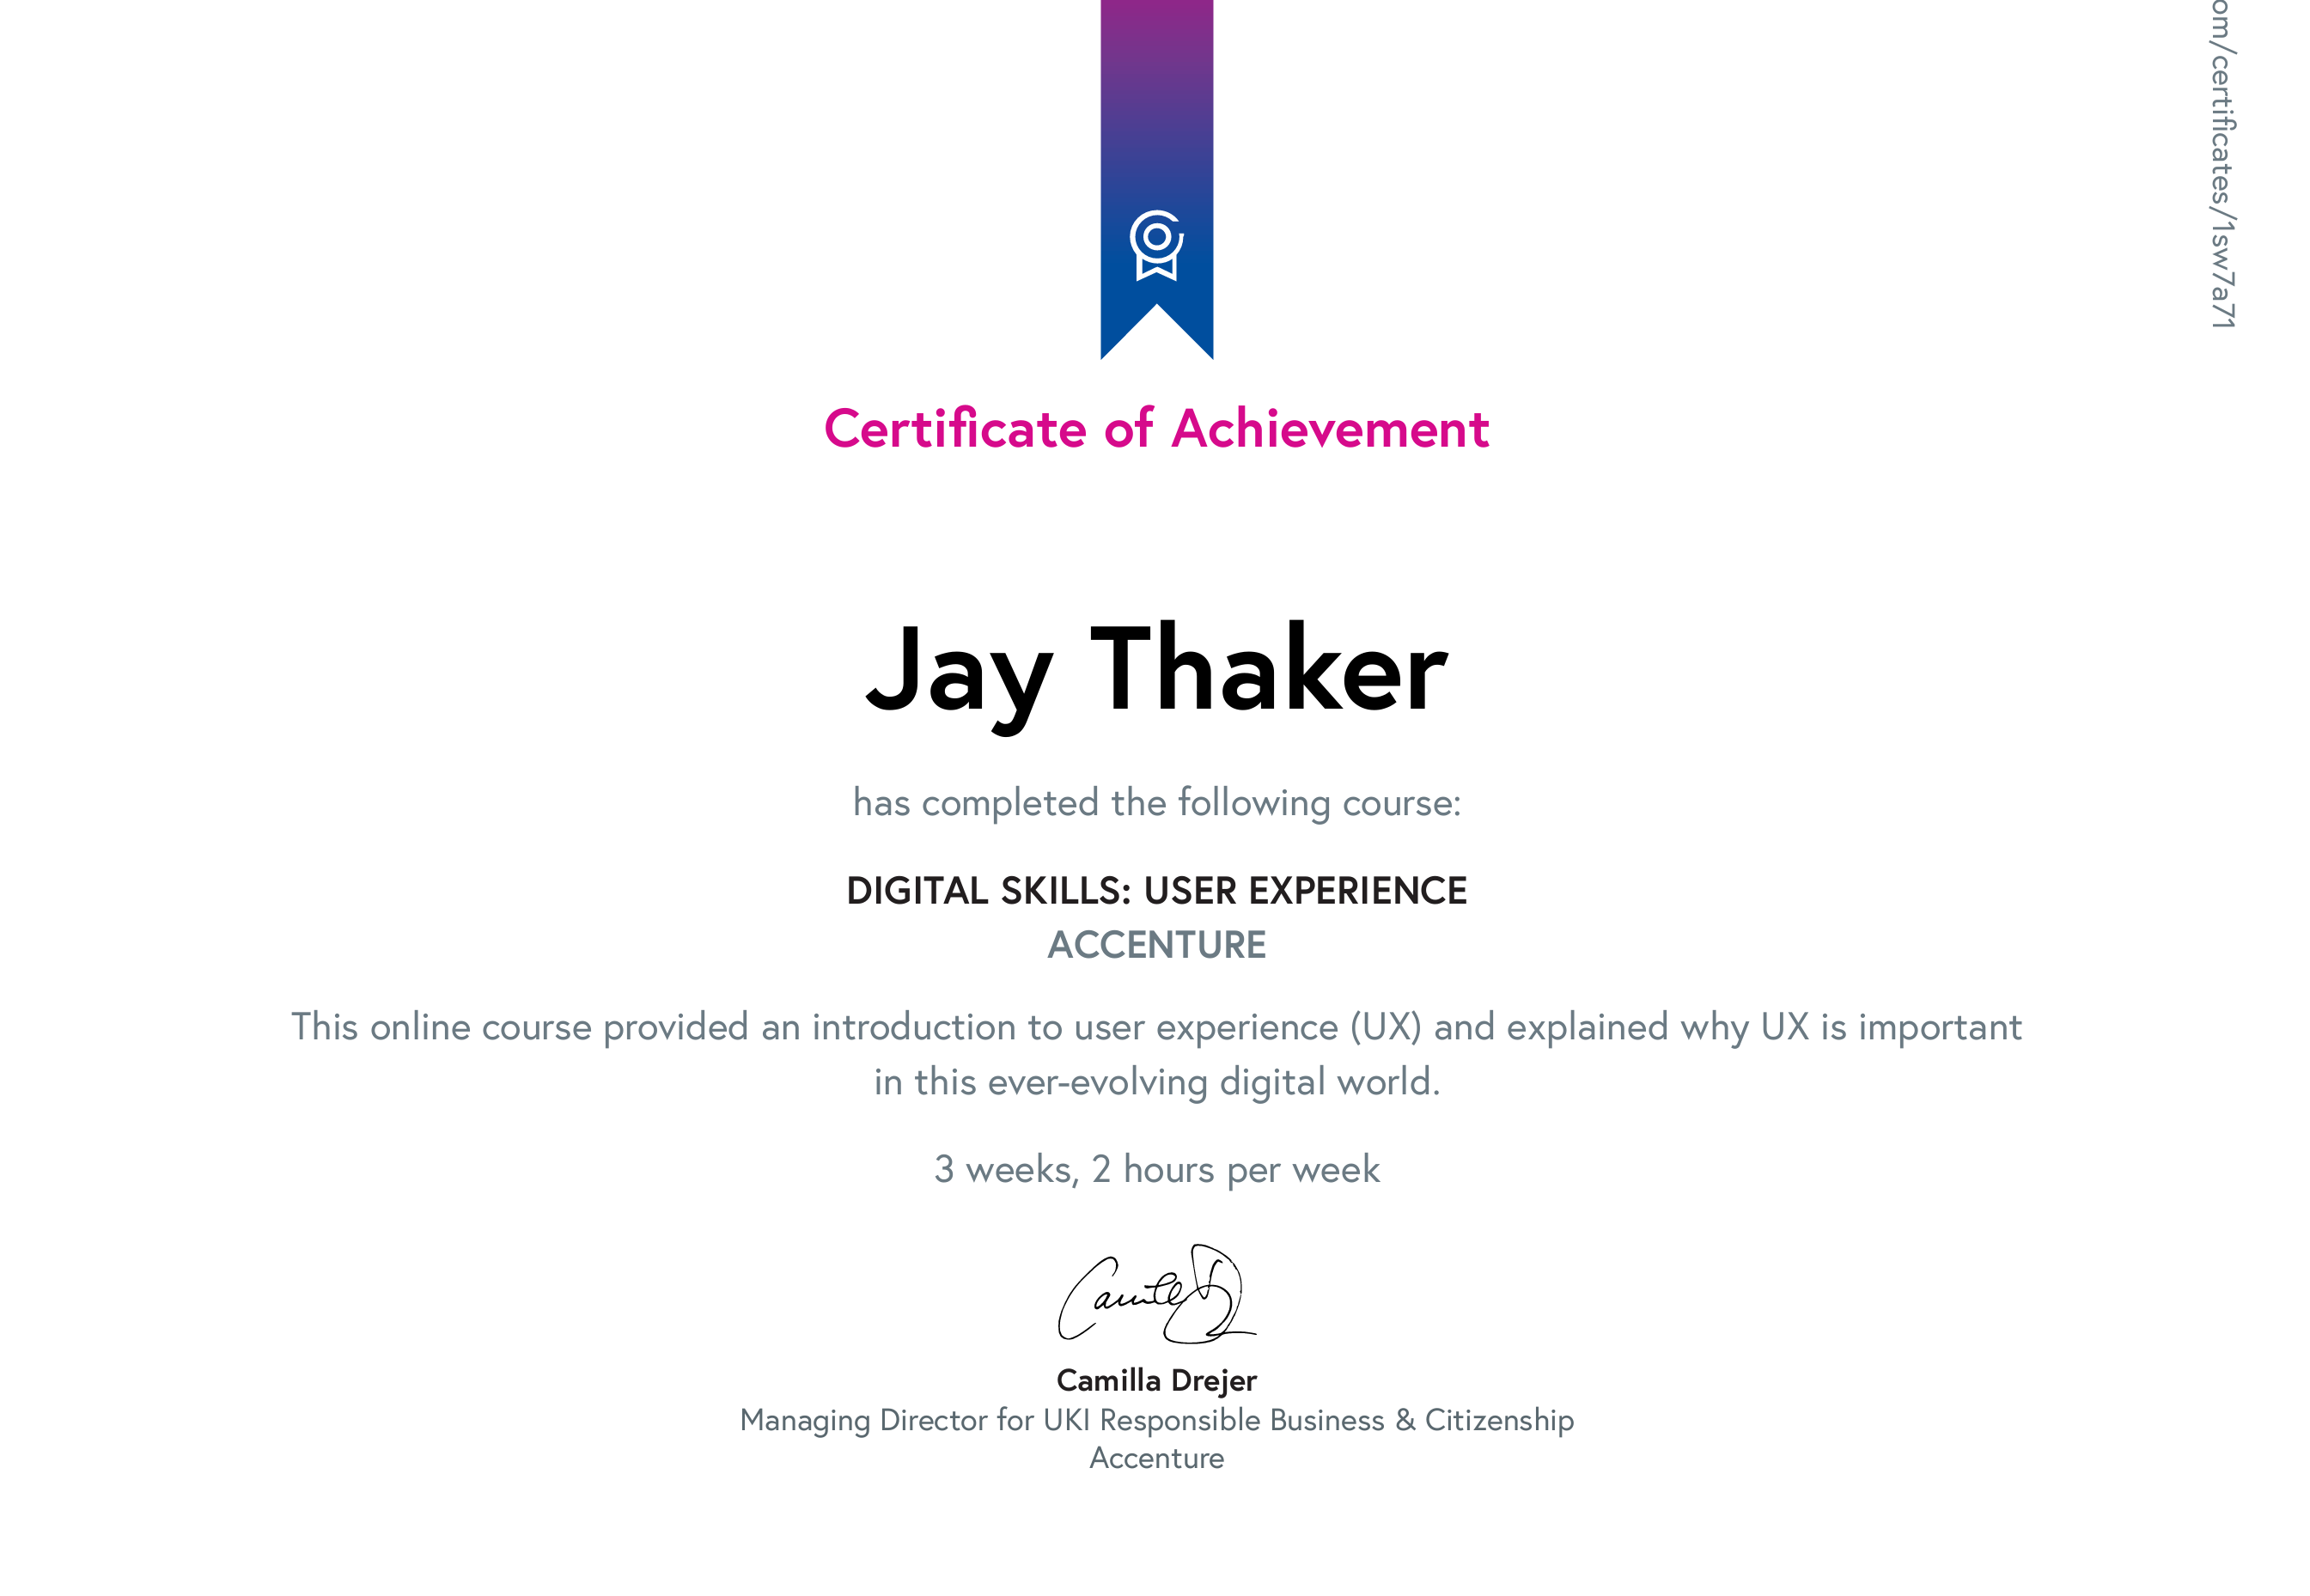 om/certificates/1sw7a71
Certificate of Achievement
Jay Thaker
has completed the following course:
DIGITAL SKILLS: USER EXPERIENCE
ACCENTURE
This online course provided an introduction to user experience (UX) and explained why UX is important
in this ever-evolving digital world.
3 weeks, 2 hours per week
Camilla Drejer
Managing Director for UKI Responsible Business & Citizenship
Accenture